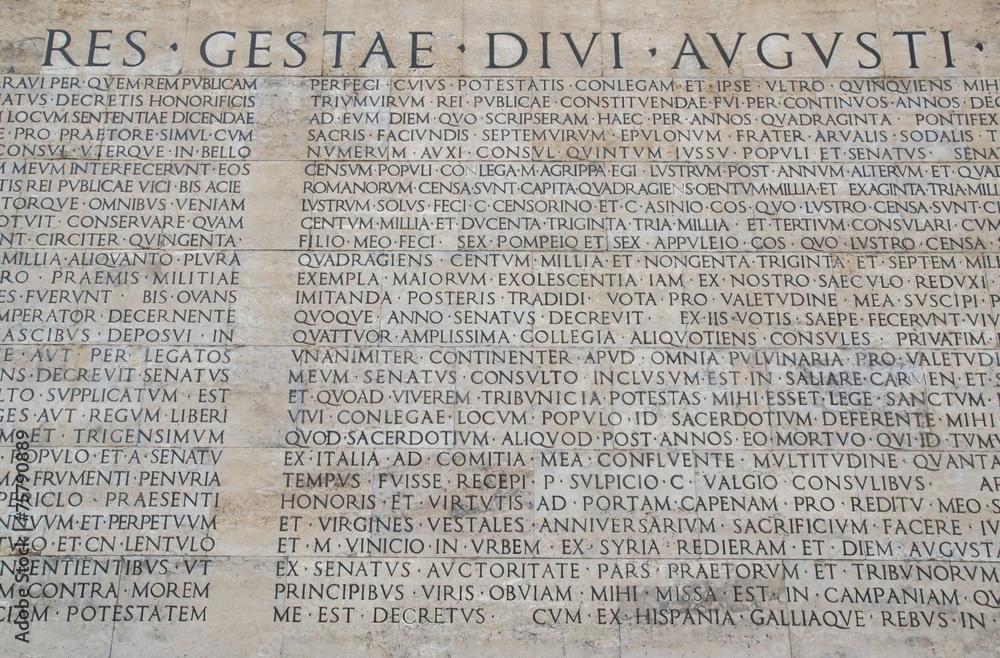 RES · GESTAE · DIVI · AVGVSTI ·
RAVI PER · QVEM REM PVBLICAM
ATVS · DECRETIS HONORIFICIS
LOCVM SENTENTIAE DICENDAE
E · PRO PRAETORE · SIMVL · CVM
CONSVL VTERQVE · IN · BELLO
M MEVM INTERFECERVNT · EOS
TIS REI PVBLICAE VICI · BIS ACIE
TORQVE OMNIBVS VENIAM
OTVIT CONSERVARE · QVAM
NT · CIRCITER QVINGENTA
MILLIA · ALIQVANTO PLVRA
RO PRAEMIS MILITIAE
ES · FVERVNT BIS · OVANS
MPERATOR DECERNENTE
ASCIBVS DEPOSVI IN
E · AVT PER LEGATOS
NS · DECREVIT · SENATVS
LTO SVPPLICATVM EST
GES · AVT REGVM · LIBERI
M · ET TRIGENSIMVM
POPVLO · ET · A · SENATV
MA · FRVMENTI · PENVRIA
PERICLO PRAESENTI
NVVM · ET · PERPETVVM
TVLO · ET · CN · LENTVLO
NSENTIENTIBVS VT
M · CONTRA · MOREM
CIEM POTESTATEM
PERFECI CVIVS · POTESTATIS CONLEGAM · ET · IPSE VLTRO QVINQVIENS MIH
TRIVMVIRVM REI · PVBLICAE CONSTITVENDAE · FVI · PER · CONTINVOS · ANNOS DEC
AD · EVM DIEM · QVO SCRIPSERAM HAEC · PER · ANNOS · QVADRAGINTA PONTIFEX
SACRIS FACIVNDIS SEPTEMVIRVM EPVLONVM FRATER ARVALIS · SODALIS T
NVMERVM AVXI CONSVL QVINTVM IVSSV POPVLI ET SENATVS SENAT
CENSVM · POPVLI CONLEGA · M · AGRIPPA · EGI LVSTRVM · POST ANNVM ALTERVM ET · QVAD
ROMANORVM · CENSA · SVNT · CAPITA · QVADRAGIENS · OENTVM · MILLIA · ET EXAGINTA · TRIA · MILL
LVSTRVM · SOLVS FECI · C · CENSORINO ET · C · ASINIO · COS QVO LVSTRO CENSA · SVNT · CI
CENTVM · MILLIA · ET DVCENTA · TRIGINTA TRIA · MILLIA ET TERTIVM · CONSVLARI CVM
FILIO · MEO · FECI SEX · POMPEIO · ET · SEX · APPVLEIO COS QVO LVSTRO · CENSA
QVADRAGIENS CENTVM MILLIA · ET NONGENTA · TRIGINTA ET · SEPTEM MILL
EXEMPLA MAIORVM EXOLESCENTIA · IAM EX · NOSTRO · SAECVLO · REDVXI
IMITANDA POSTERIS TRADIDI VOTA · PRO · VALETVDINE MEA · SVSCIPI P
QVOQVE ANNO · SENATVS DECREVIT EX · IIS · VOTIS SAEPE FECERVNT · VIV
QVATTVOR AMPLISSIMA COLLEGIA ALIQVOTIENS CONSVLES PRIVATIM
VNANIMITER CONTINENTER APVD OMNIA PVLVINARIA PRO · VALETVDI
MEVM SENATVS CONSVLTO INCLVSVM · EST · IN SALIARE · CARMEN · ET · S
ET QVOAD · VIVEREM TRIBVNICIA POTESTAS MIHI · ESSET · LEGE SANCTVM
VIVI · CONLEGAE · LOCVM POPVLO ID SACERDOTIVM DEFERENTE MIHI
QVOD · SACERDOTIVM ALIQVOD · POST · ANNOS · EO · MORTVO QVI · ID · TVM
EX · ITALIA AD COMITIA MEA · CONFLVENTE MVLTITVDINE QVANTA
TEMPVS FVISSE · RECEPI P · SVLPICIO · C VALGIO CONSVLIBVS AR
HONORIS · ET · VIRTVTIS AD PORTAM · CAPENAM PRO REDITV · MEO
ET VIRGINES VESTALES ANNIVERSARIVM SACRIFICIVM FACERE
ET · M VINICIO · IN VRBEM EX · SYRIA REDIERAM · ET DIEM · AVGVSTA
EX · SENATVS AVCTORITATE PARS PRAETORVM ET · TRIBVNORVM
PRINCIPIBVS VIRIS · OBVIAM MIHI MISSA EST · IN CAMPANIAM QV
ME · EST DECRETVS CVM EX · HISPANIA · GALLIAQVE REBVS · IN
Adobe Stock | #75790889